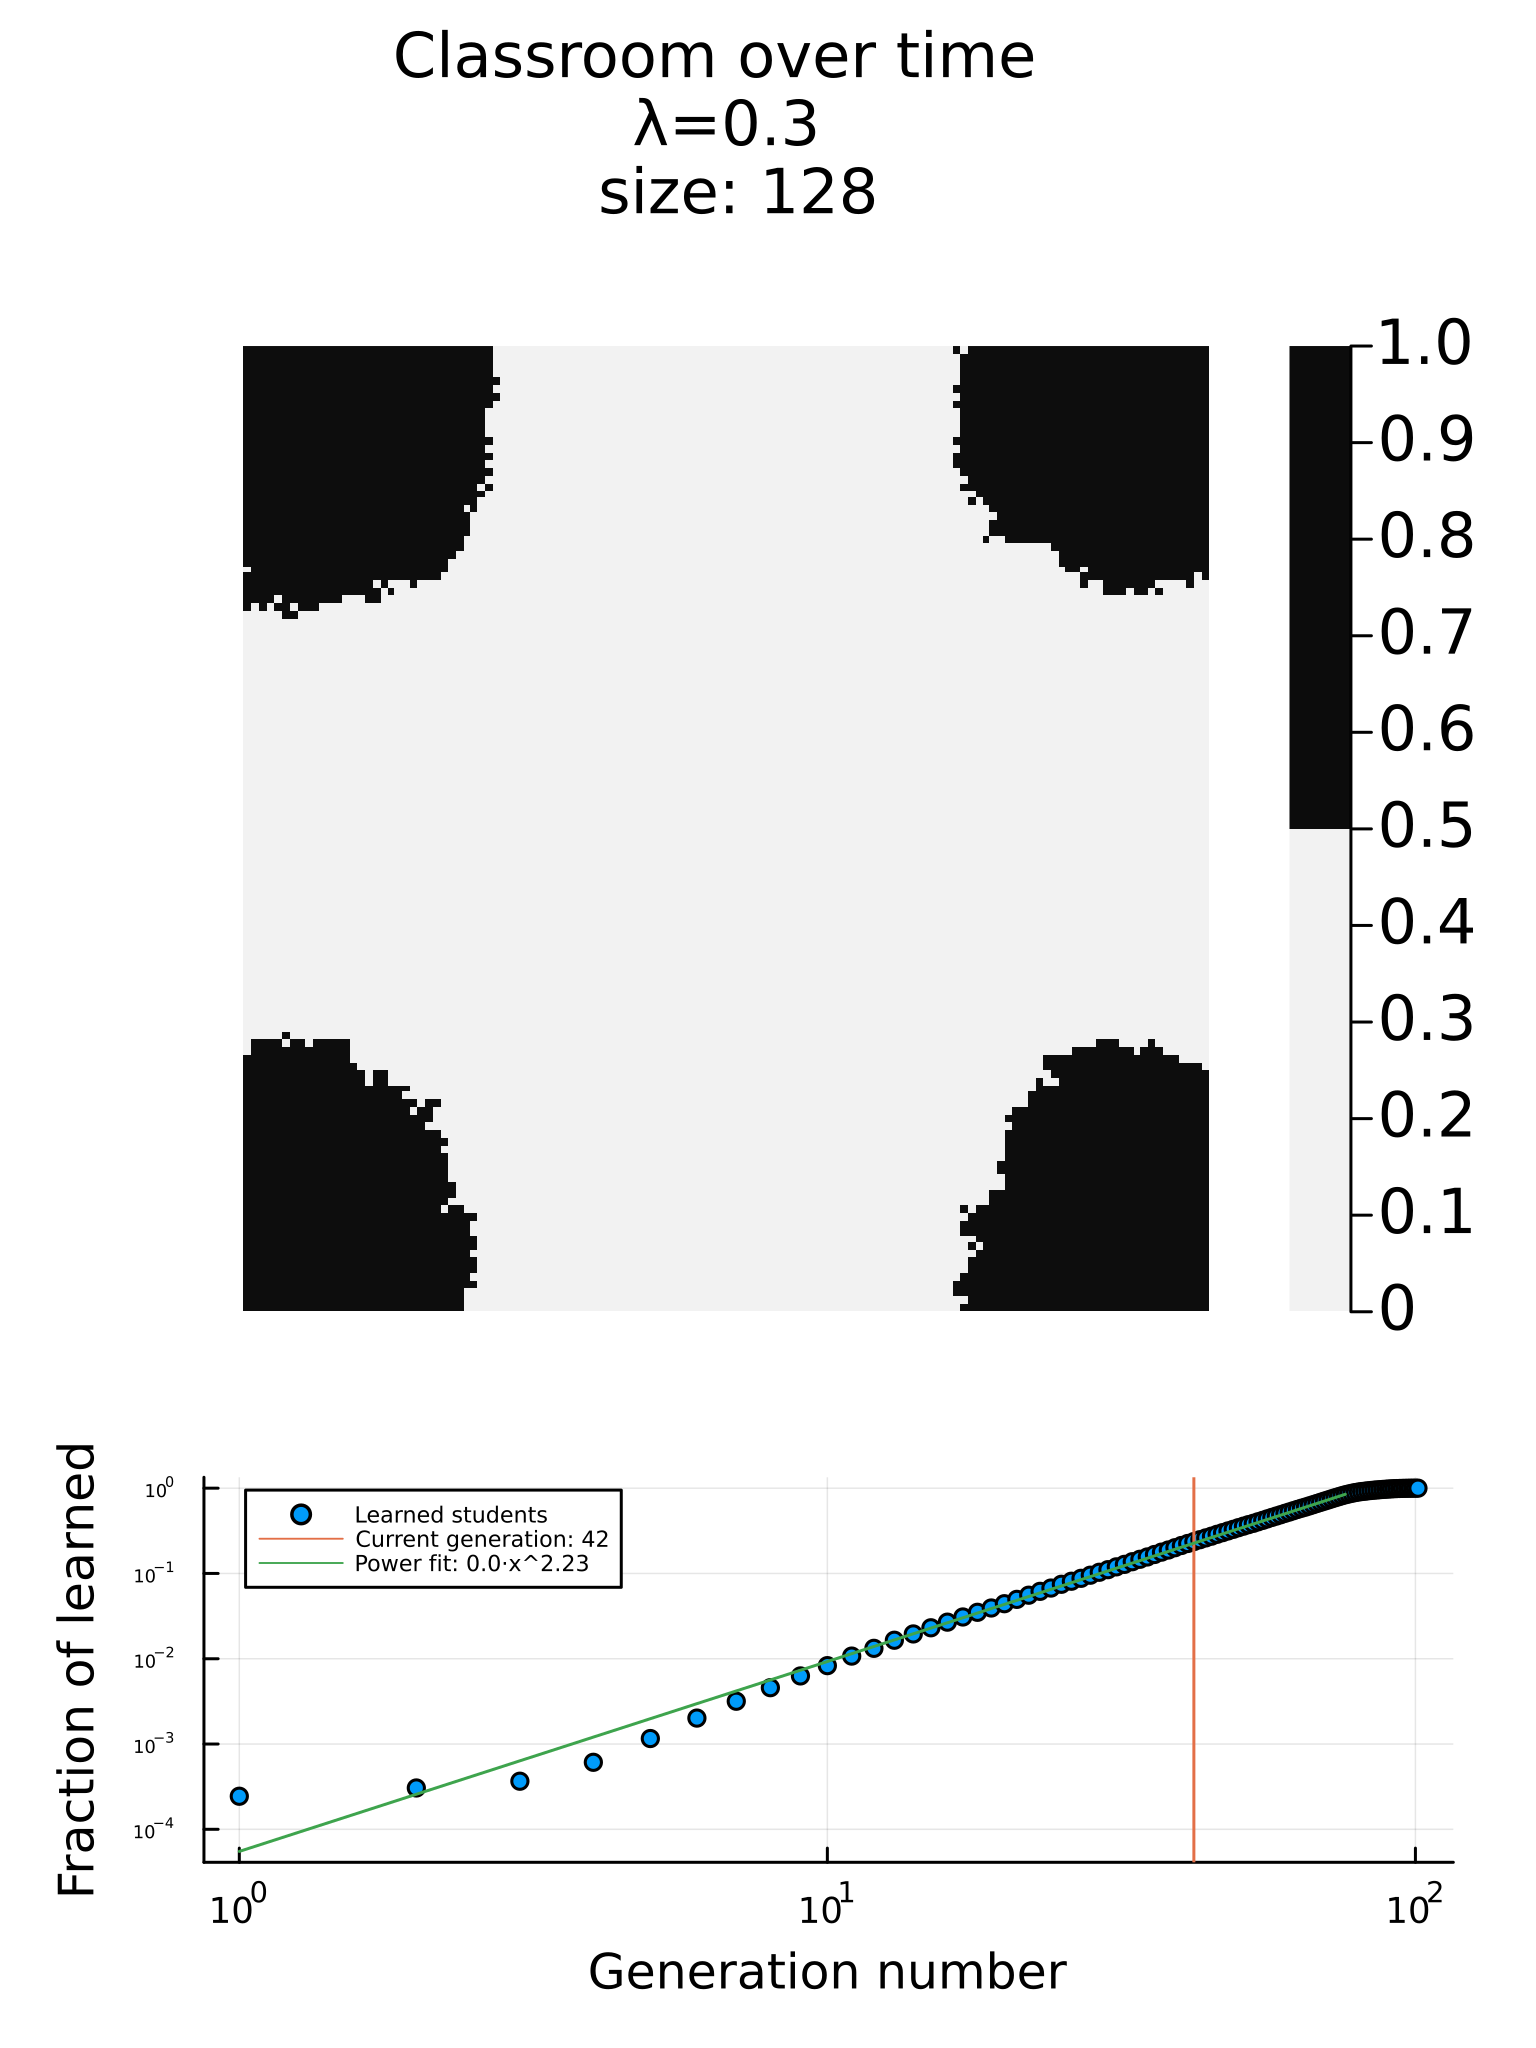 Classroom over time
λ=0.3
size: 128
1.0
0.9
0.8
0.7
0.6
0.5
0.4
0.3
0.2
0.1
0
Fraction of learned
10^0
10^-1
10^-2
10^-3
10^-4
Learned students
Current generation: 42
Power fit: 0.0·x^2.23
10^0 10^1 10^2
Generation number